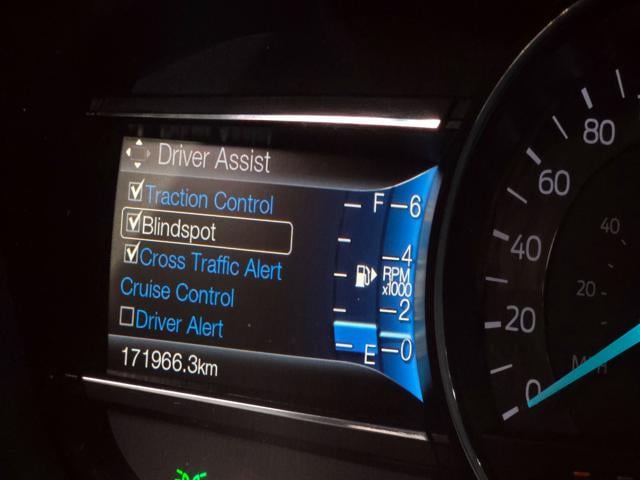 Driver Assist
Traction Control
Blindspot
Cross Traffic Alert
Cruise Control
Driver Alert
171966.3km
F
E
6
4
RPM
x1000
2
0
80
60
40
20
0
40
20
MPH